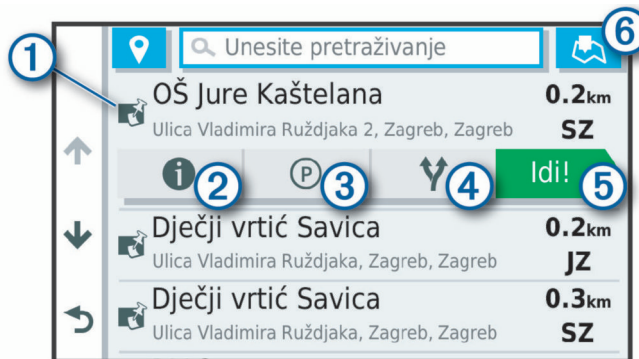 Unesite pretraživanje
6
1
OŠ Jure Kaštelana 0.2km
Ulica Vladimira Ruždjaka 2, Zagreb, Zagreb SZ
i 2 P 3 4 Idi! 5
Dječji vrtić Savica 0.2km
Ulica Vladimira Ruždjaka, Zagreb, Zagreb JZ
Dječji vrtić Savica 0.3km
Ulica Vladimira Ruždjaka, Zagreb, Zagreb SZ